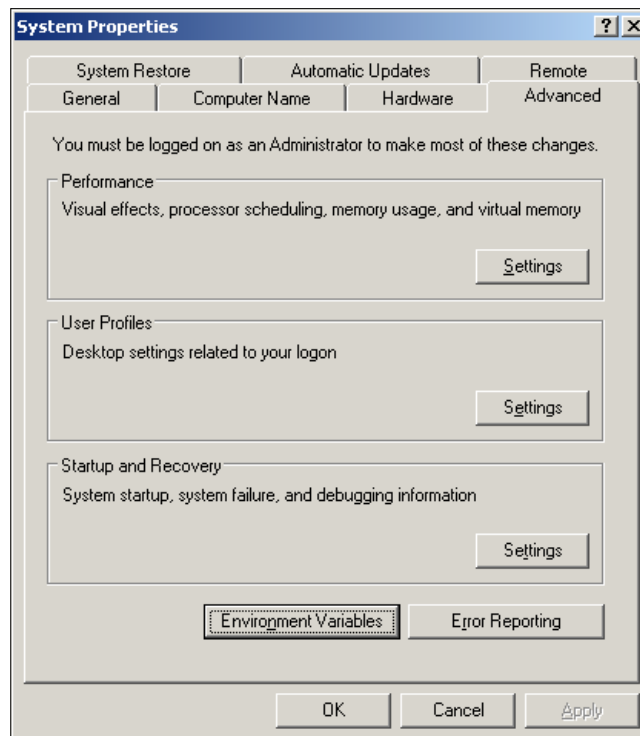 System Properties
System Restore Automatic Updates Remote
General Computer Name Hardware Advanced
You must be logged on as an Administrator to make most of these changes.
Performance
Visual effects, processor scheduling, memory usage, and virtual memory
Settings
User Profiles
Desktop settings related to your logon
Settings
Startup and Recovery
System startup, system failure, and debugging information
Settings
Environment Variables Error Reporting
OK Cancel Apply